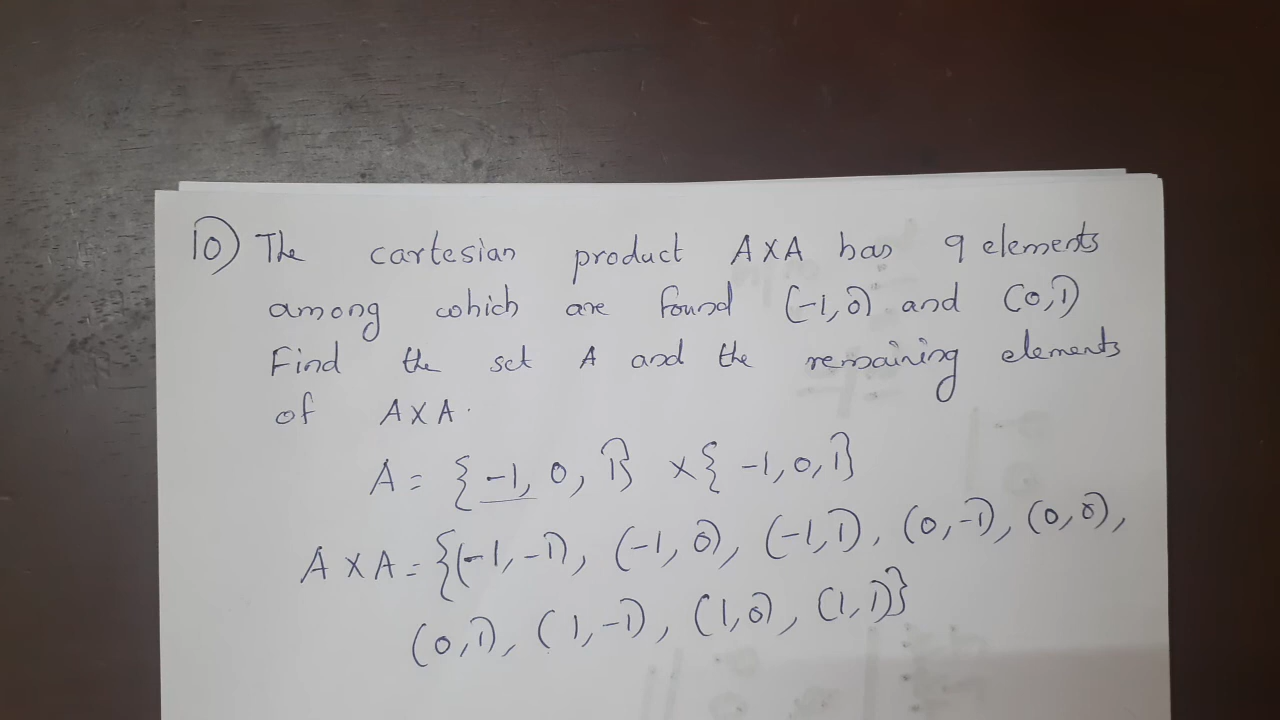 10) The cartesian product A×A has 9 elements
among which are found (-1,0) and (0,1)
Find the set A and the remaining elements
of A×A.
A = {-1, 0, 1} × {-1,0,1}
A×A = {(-1,-1), (-1,0), (-1,1), (0,-1), (0,0),
(0,1), (1,-1), (1,0), (1,1)}